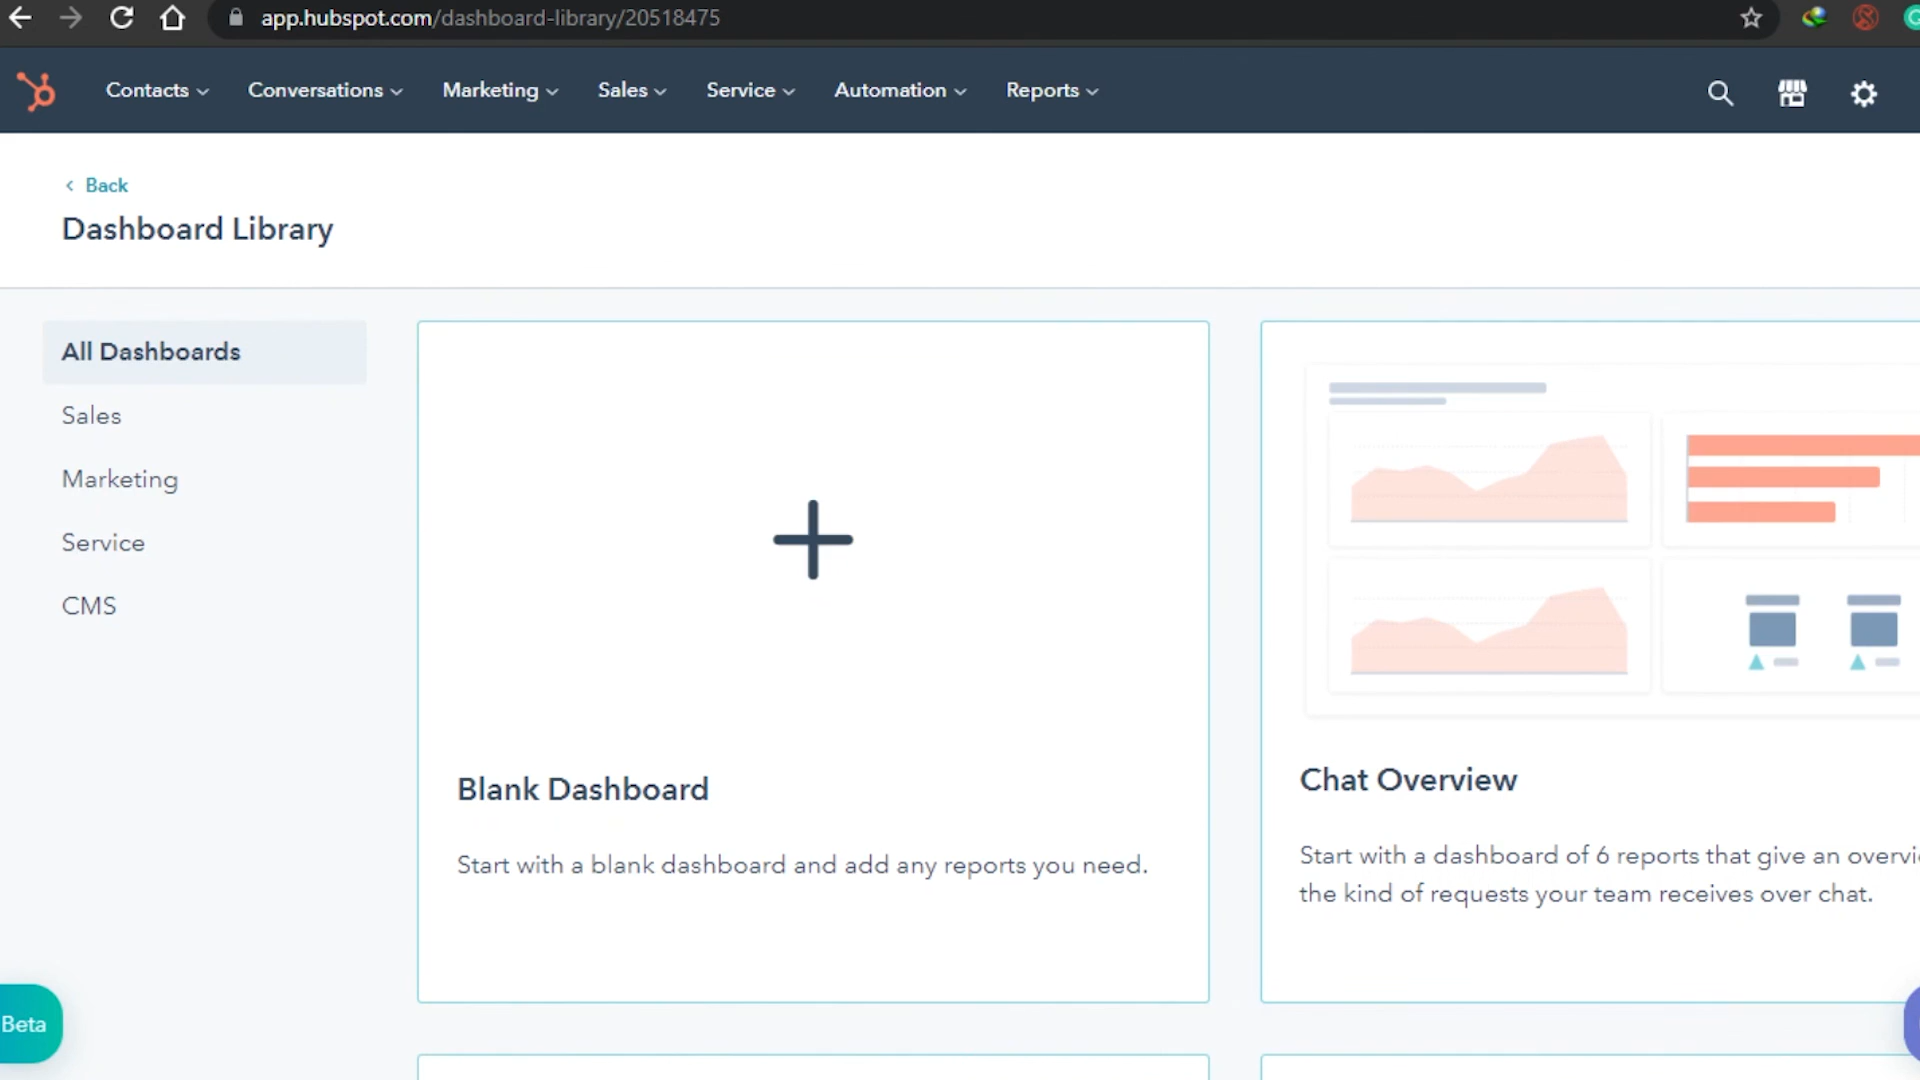 app.hubspot.com/dashboard-library/20518475
Contacts Conversations Marketing Sales Service Automation Reports
Back
Dashboard Library
All Dashboards
Sales
Marketing
Service
CMS
Blank Dashboard
Start with a blank dashboard and add any reports you need.
Chat Overview
Start with a dashboard of 6 reports that give an overvi
the kind of requests your team receives over chat.
Beta